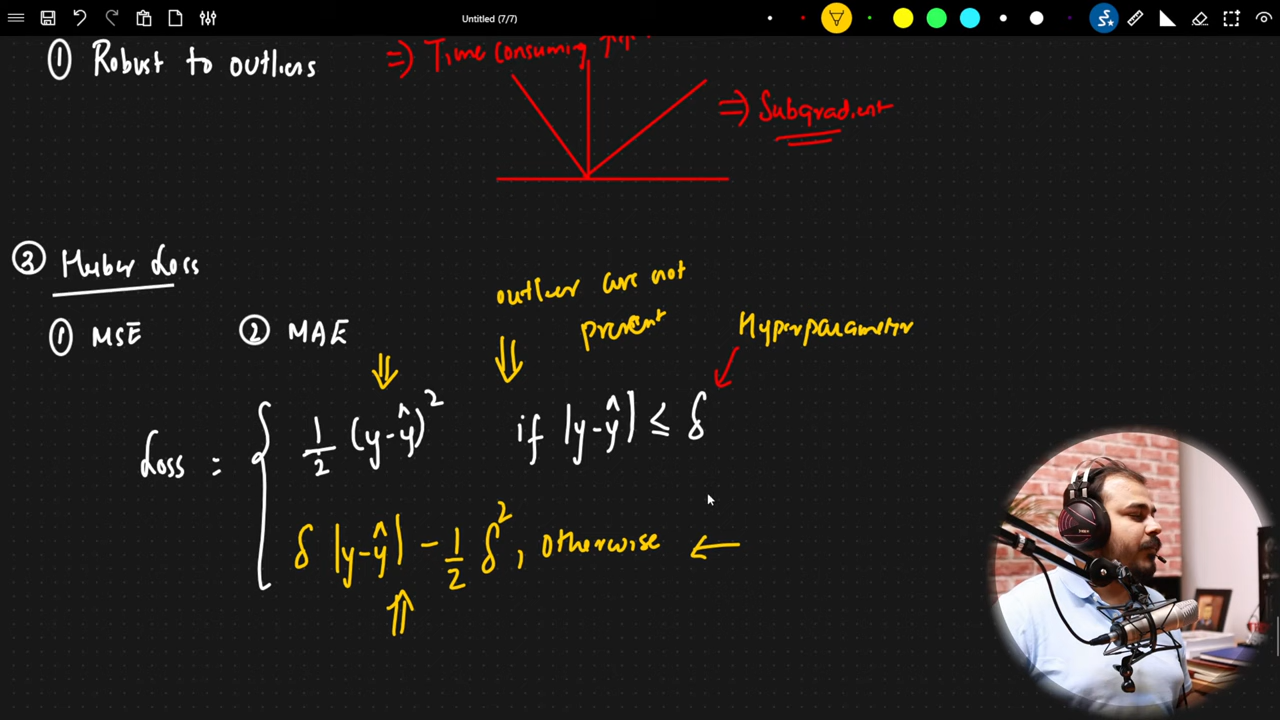 Untitled (7/7)
① Robust to outliers
⇒ Time Consuming
⇒ Subgradient
③ Huber Loss
outlier are not
present
① MSE ② MAE
Hyperparameter
Loss = { 1/2 (y-ŷ)² if |y-ŷ| ≤ δ
δ |y-ŷ| - 1/2 δ², otherwise ←